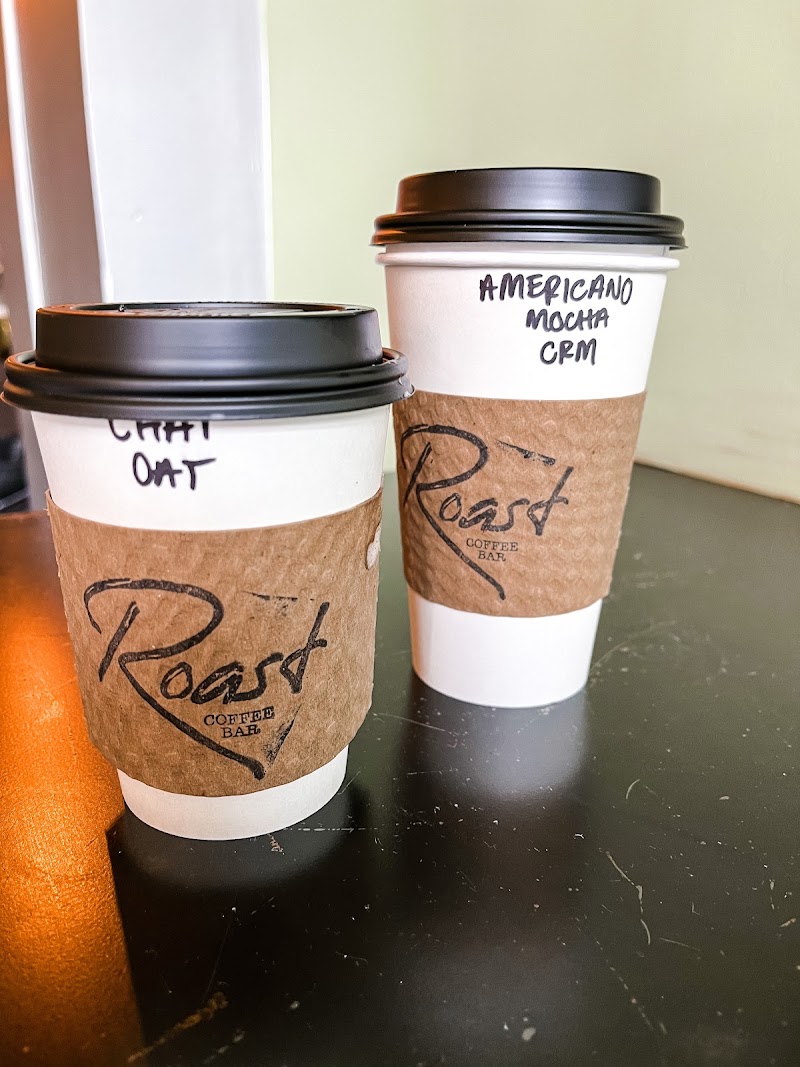 CHAI
OAT
Roast
COFFEE
BAR
AMERICANO
MOCHA
CRM
Roast
COFFEE
BAR